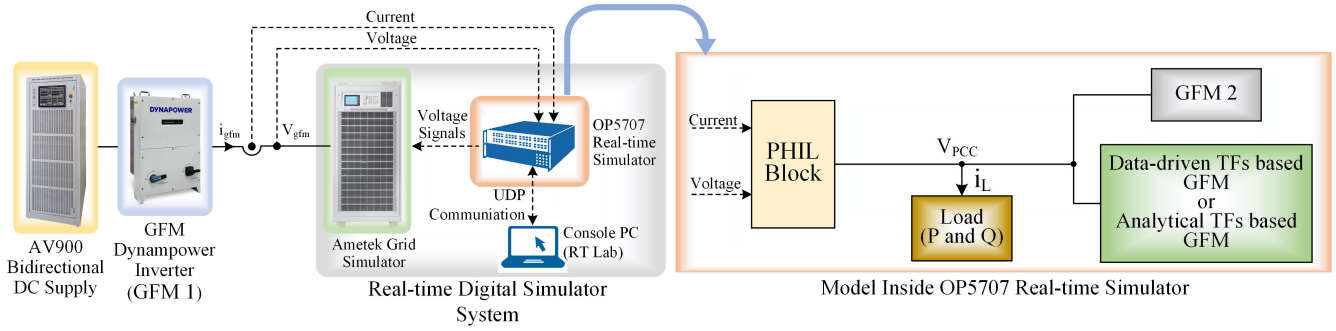 Current
Voltage
DYNAPOWER
i_gfm
V_gfm
Voltage
Signals
OP5707
Real-time
Simulator
UDP
Communiation
Console PC
(RT Lab)
AV900
Bidirectional
DC Supply
GFM
Dynampower
Inverter
(GFM 1)
Ametek Grid
Simulator
Real-time Digital Simulator
System
Current
Voltage
PHIL
Block
V_PCC
i_L
Load
(P and Q)
GFM 2
Data-driven TFs based
GFM
or
Analytical TFs based
GFM
Model Inside OP5707 Real-time Simulator